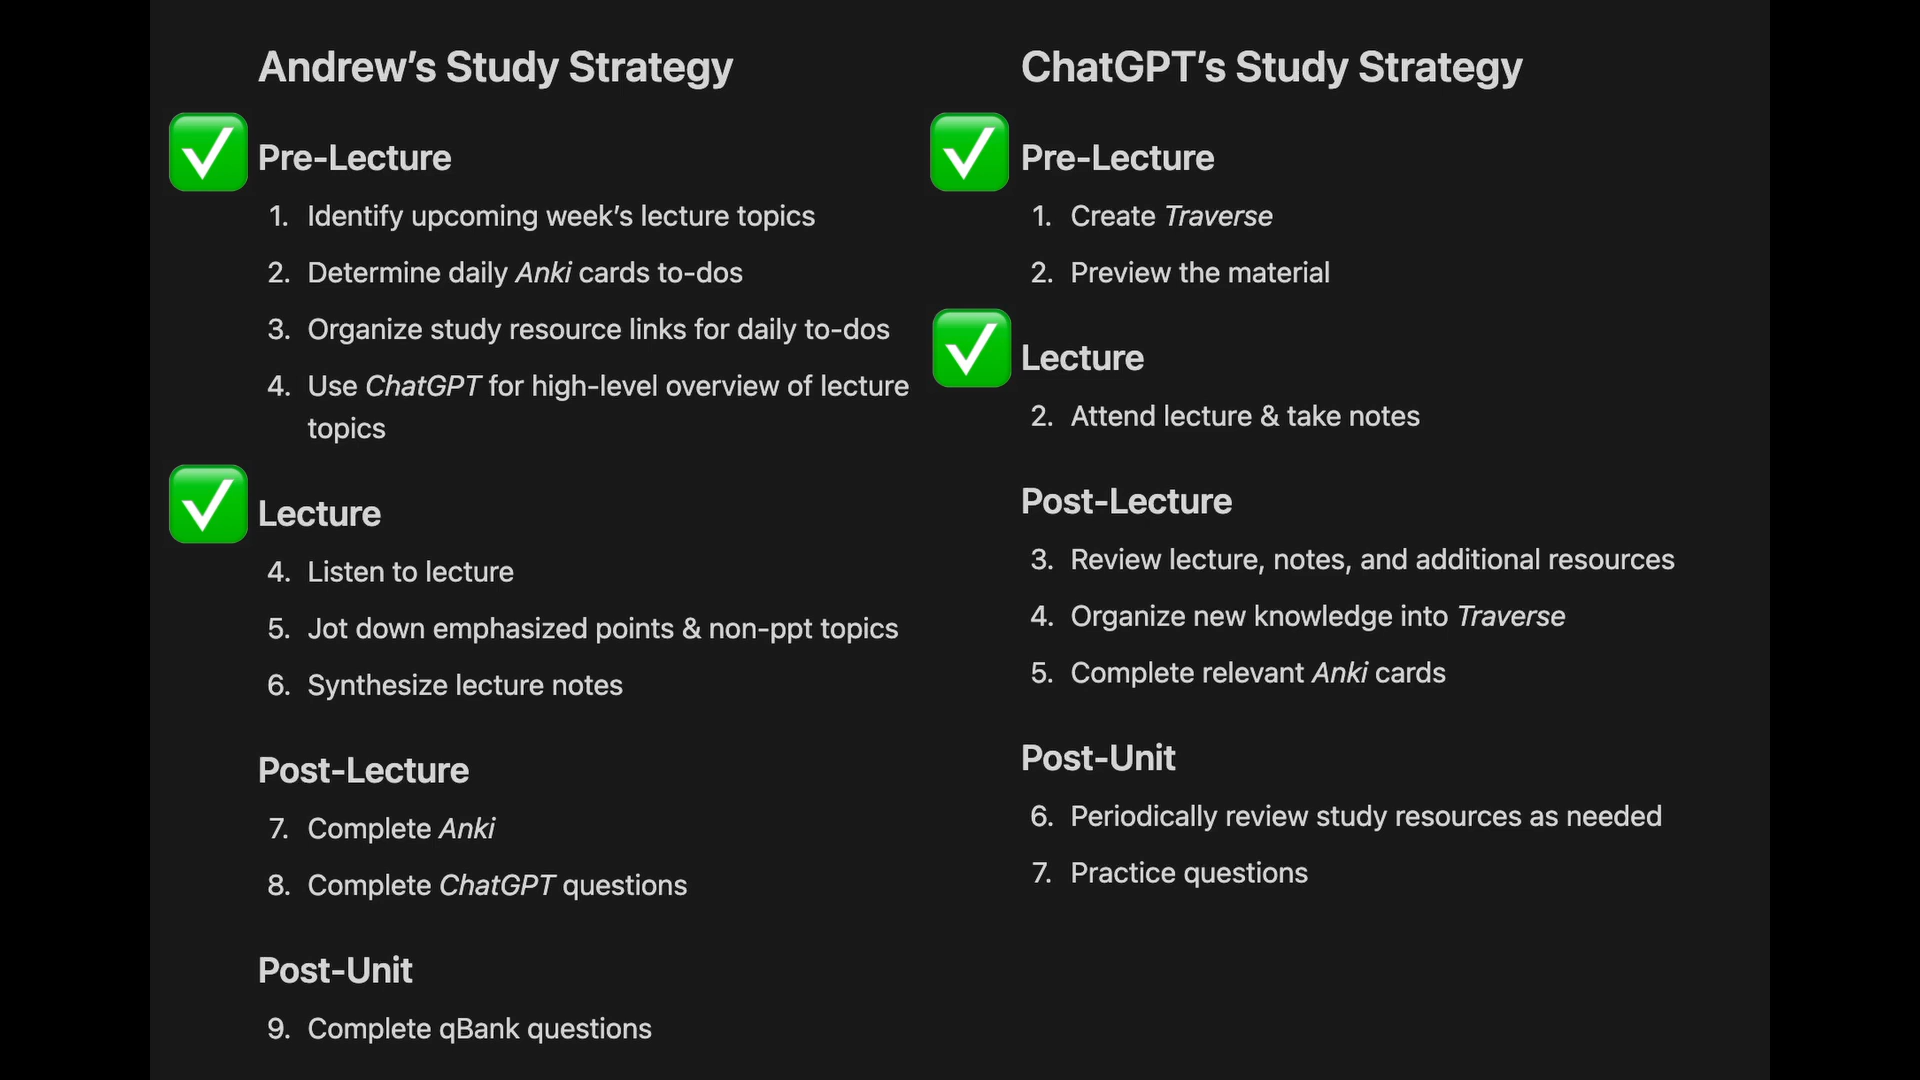 Andrew’s Study Strategy
Pre-Lecture
1. Identify upcoming week’s lecture topics
2. Determine daily Anki cards to-dos
3. Organize study resource links for daily to-dos
4. Use ChatGPT for high-level overview of lecture
topics
Lecture
4. Listen to lecture
5. Jot down emphasized points & non-ppt topics
6. Synthesize lecture notes
Post-Lecture
7. Complete Anki
8. Complete ChatGPT questions
Post-Unit
9. Complete qBank questions
ChatGPT’s Study Strategy
Pre-Lecture
1. Create Traverse
2. Preview the material
Lecture
2. Attend lecture & take notes
Post-Lecture
3. Review lecture, notes, and additional resources
4. Organize new knowledge into Traverse
5. Complete relevant Anki cards
Post-Unit
6. Periodically review study resources as needed
7. Practice questions